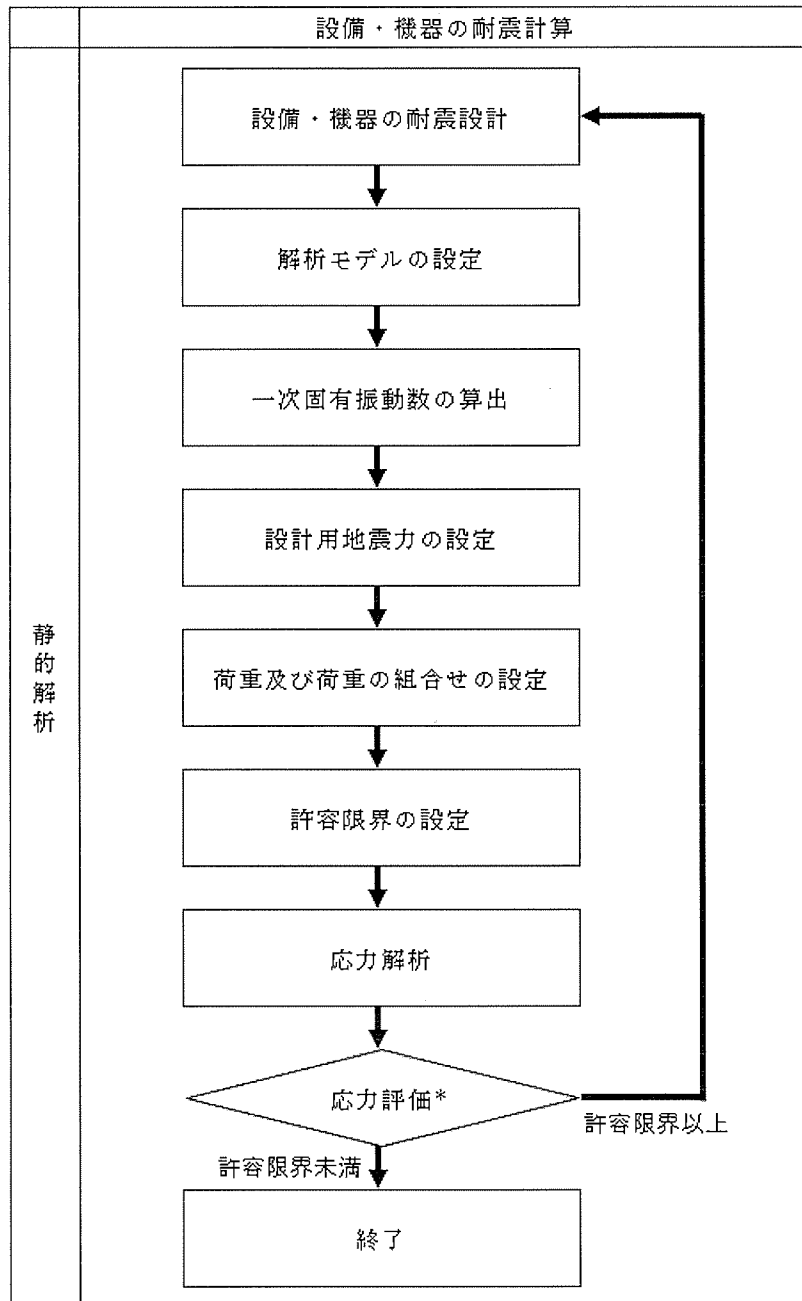 設備・機器の耐震計算
静的解析
設備・機器の耐震設計
解析モデルの設定
一次固有振動数の算出
設計用地震力の設定
荷重及び荷重の組合せの設定
許容限界の設定
応力解析
応力評価*
許容限界以上
許容限界未満
終了